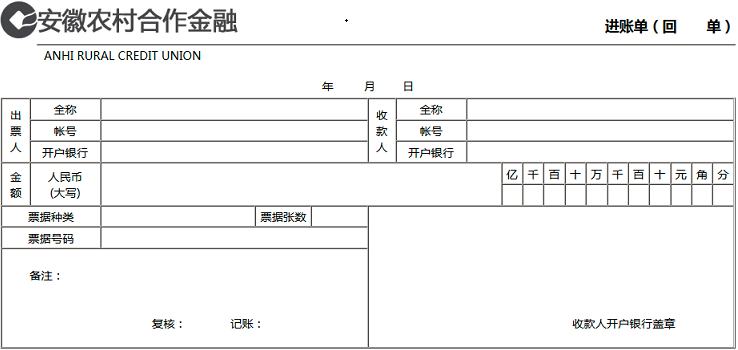 安徽农村合作金融
进账单（回 单）
ANHI RURAL CREDIT UNION
年 月 日
出票人 全称 收款人 全称
帐号 帐号
开户银行 开户银行
金额 人民币(大写) 亿 千 百 十 万 千 百 十 元 角 分
票据种类 票据张数
票据号码
备注：
复核： 记账： 收款人开户银行盖章